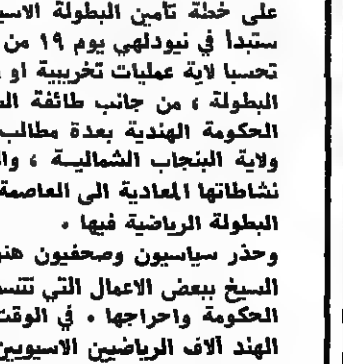 على خطة تأمين البطولة الاسي
ستبدأ في نيودلهي يوم ١٩ من
تحسبا لاية عمليات تخريبية او
البطولة ، من جانب طائفة الس
الحكومة الهندية بعدة مطالب
ولاية البنجاب الشمالية ، وا
نشاطاتها المعادية الى العاصمة
البطولة الرياضية فيها .
وحذر سياسيون وصحفيون هنو
السيخ ببعض الاعمال التي تتس
الحكومة واحراجها . في الوقت
الهند آلاف الرياضيين الاسيويين